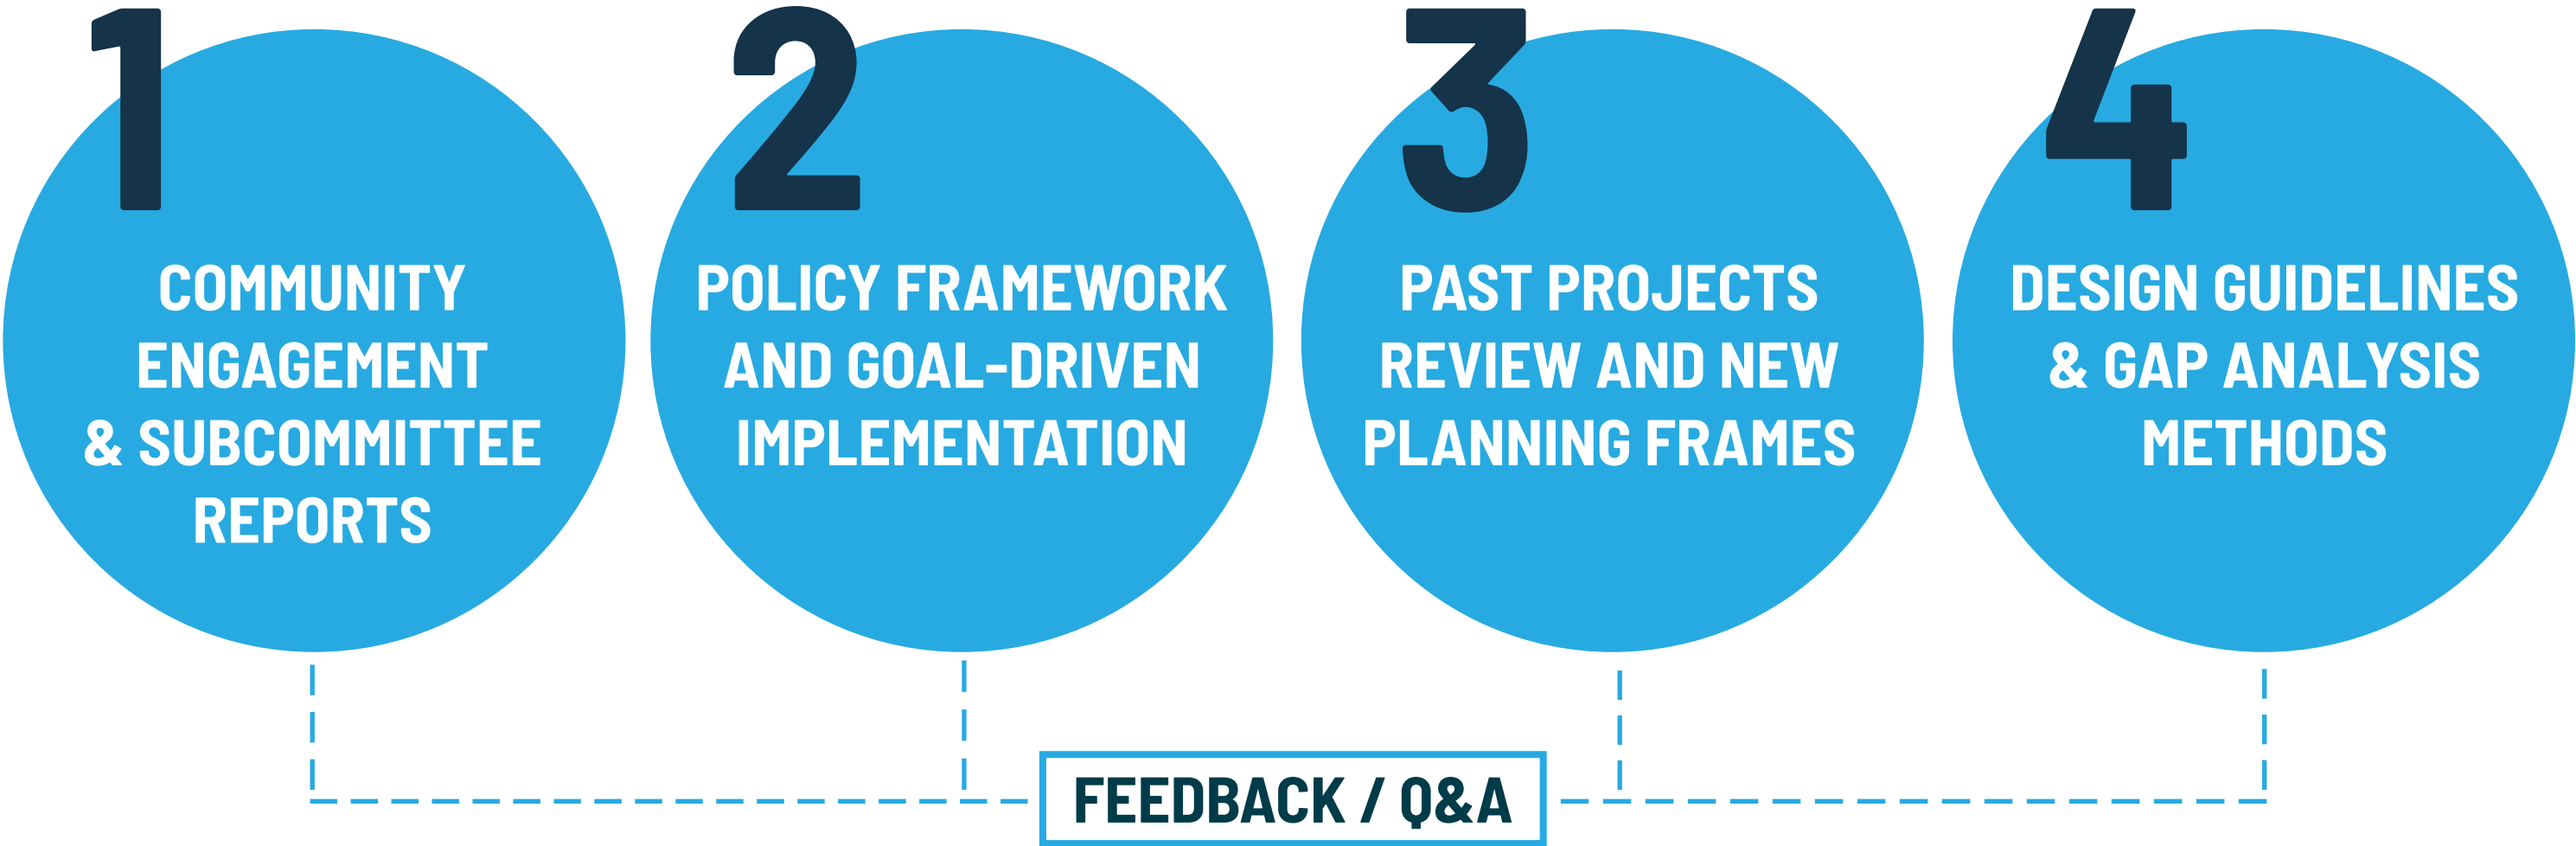 1
COMMUNITY
ENGAGEMENT
& SUBCOMMITTEE
REPORTS
2
POLICY FRAMEWORK
AND GOAL-DRIVEN
IMPLEMENTATION
3
PAST PROJECTS
REVIEW AND NEW
PLANNING FRAMES
4
DESIGN GUIDELINES
& GAP ANALYSIS
METHODS
FEEDBACK / Q&A